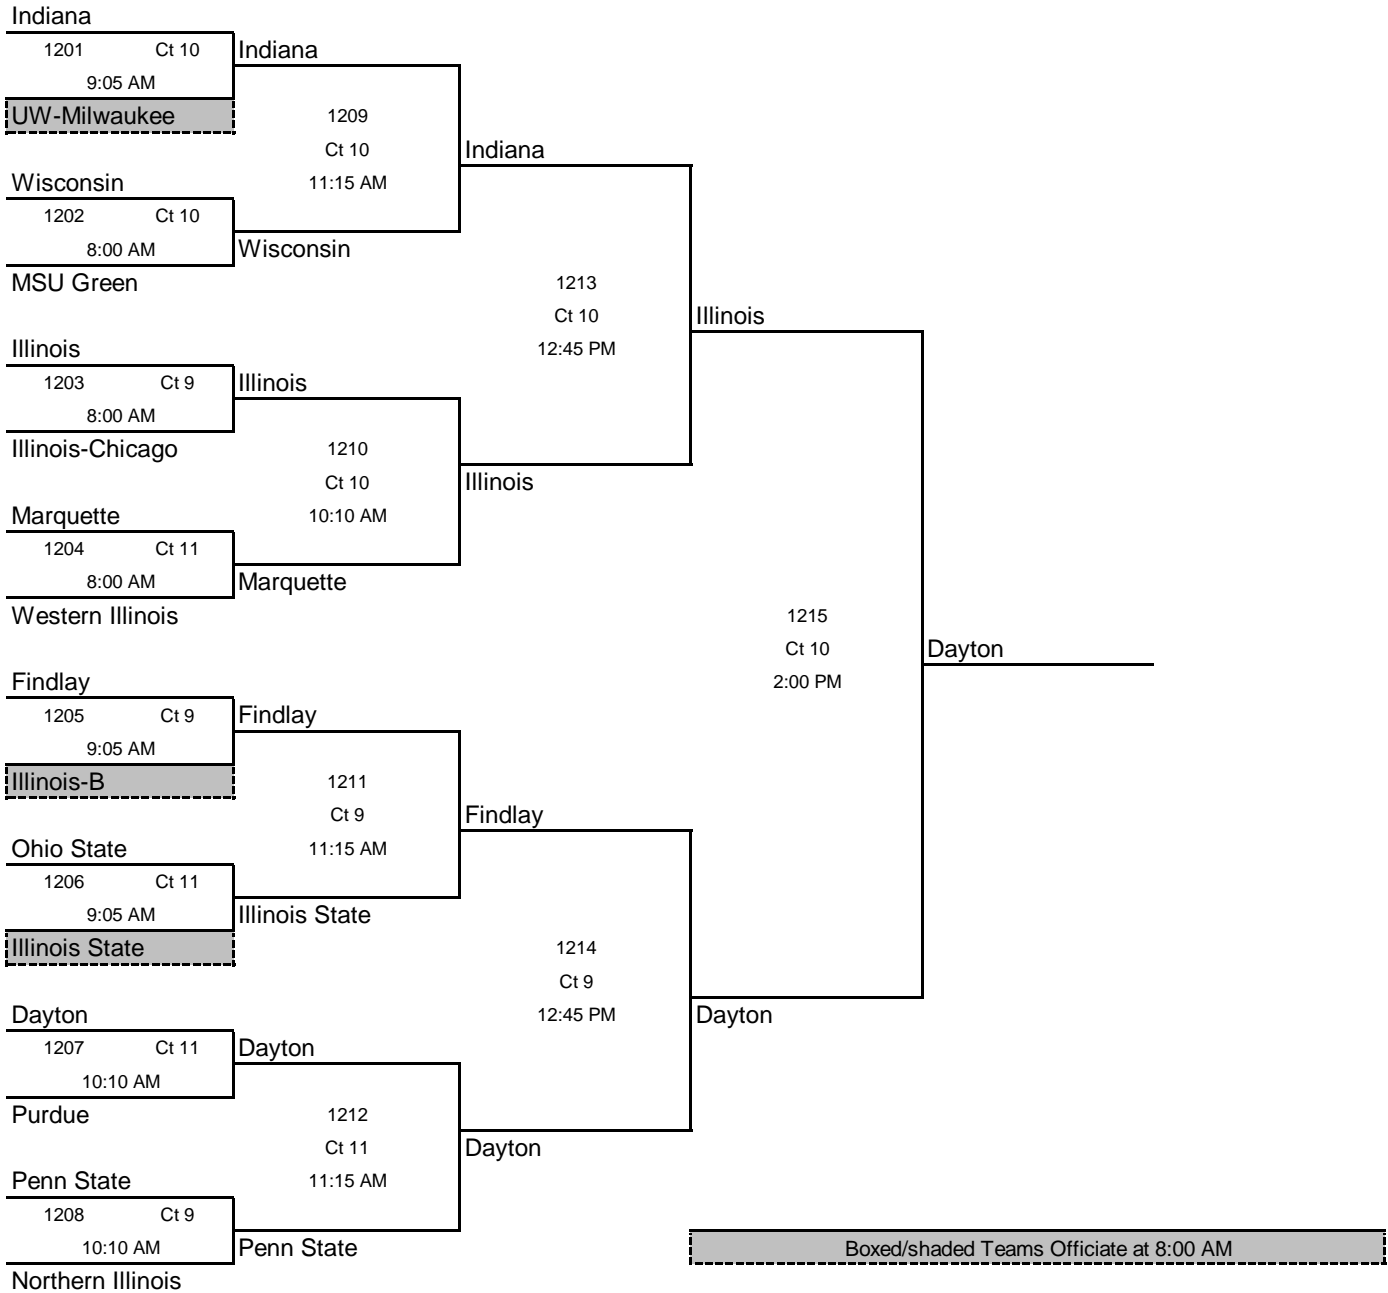 Indiana
1201 Ct 10
Indiana
9:05 AM
UW-Milwaukee
1209
Ct 10
Indiana
Wisconsin
11:15 AM
1202 Ct 10
8:00 AM
Wisconsin
MSU Green
1213
Ct 10
Illinois
Illinois
12:45 PM
1203 Ct 9
Illinois
8:00 AM
Illinois-Chicago
1210
Ct 10
Illinois
Marquette
10:10 AM
1204 Ct 11
8:00 AM
Marquette
Western Illinois
1215
Ct 10
Dayton
Findlay
2:00 PM
1205 Ct 9
Findlay
9:05 AM
Illinois-B
1211
Ct 9
Findlay
Ohio State
11:15 AM
1206 Ct 11
9:05 AM
Illinois State
Illinois State
1214
Ct 9
Dayton
12:45 PM
Dayton
1207 Ct 11
Dayton
10:10 AM
Purdue
1212
Ct 11
Dayton
Penn State
11:15 AM
1208 Ct 9
10:10 AM
Penn State
Boxed/shaded Teams Officiate at 8:00 AM
Northern Illinois